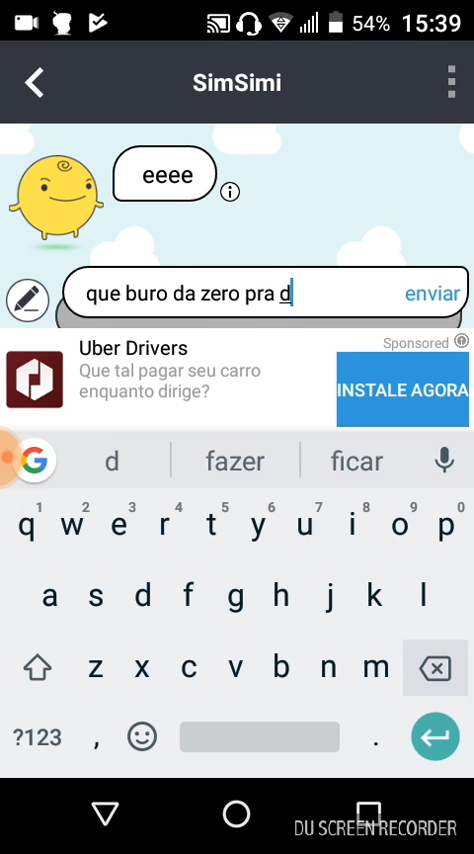 54% 15:39
SimSimi
eeee
que buro da zero pra d
enviar
Sponsored
Uber Drivers
Que tal pagar seu carro
enquanto dirige?
INSTALE AGORA
G d fazer ficar
1 2 3 4 5 6 7 8 9 0
q w e r t y u i o p
a s d f g h j k l
z x c v b n m
?123 , .
DU SCREEN RECORDER